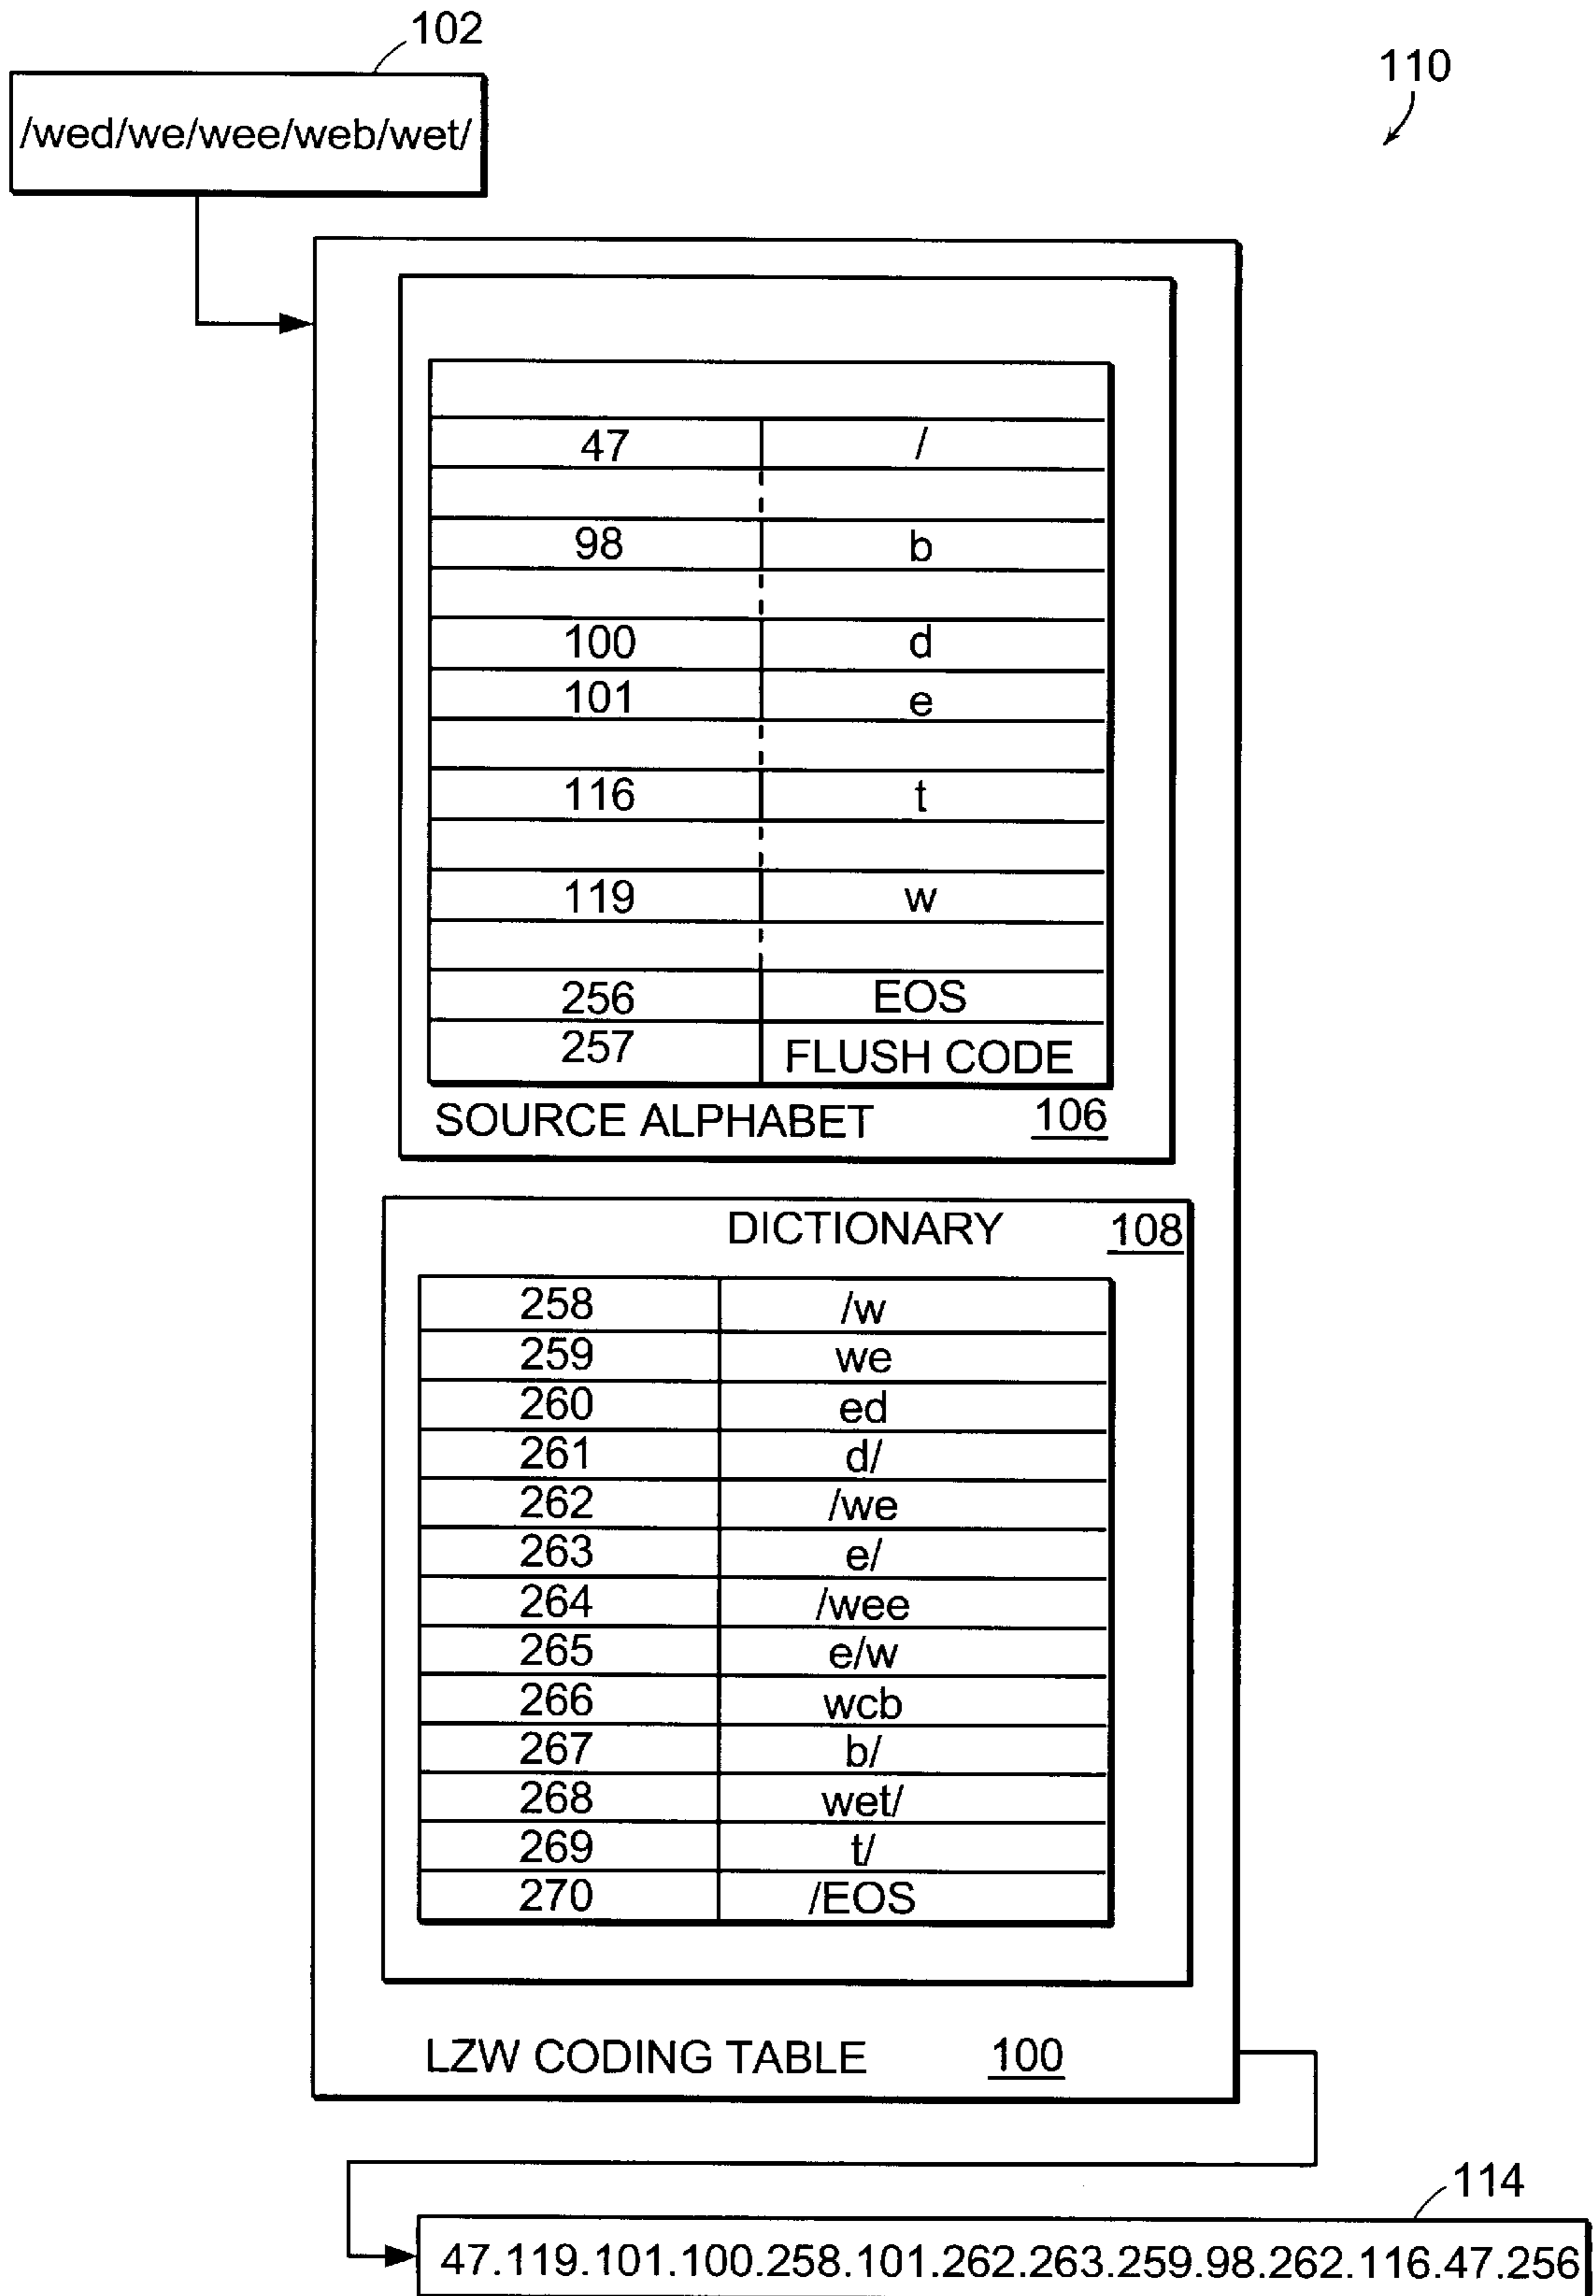 102
110
/wed/we/wee/web/wet/
47 /
98 b
100 d
101 e
116 t
119 w
256 EOS
257 FLUSH CODE
SOURCE ALPHABET 106
DICTIONARY 108
258 /w
259 we
260 ed
261 d/
262 /we
263 e/
264 /wee
265 e/w
266 wcb
267 b/
268 wet/
269 t/
270 /EOS
LZW CODING TABLE 100
114
47.119.101.100.258.101.262.263.259.98.262.116.47.256